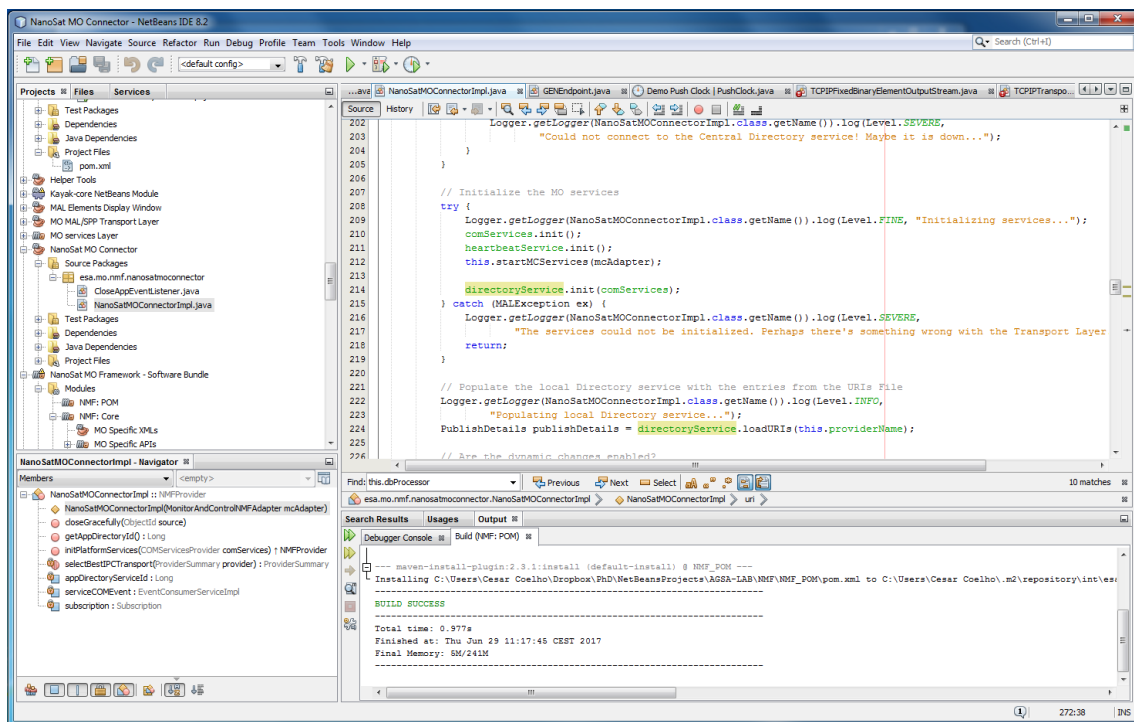 NanoSat MO Connector - NetBeans IDE 8.2
File Edit View Navigate Source Refactor Run Debug Profile Team Tools Window Help
Search (Ctrl+I)
<default config>
Projects Files Services
Test Packages
Dependencies
Java Dependencies
Project Files
pom.xml
Helper Tools
Kayak-core NetBeans Module
MAL Elements Display Window
MO MAL/SPP Transport Layer
MO services Layer
NanoSat MO Connector
Source Packages
esa.mo.nmf.nanosatmoconnector
CloseAppEventListener.java
NanoSatMOConnectorImpl.java
Test Packages
Dependencies
Java Dependencies
Project Files
NanoSat MO Framework - Software Bundle
Modules
NMF: POM
NMF: Core
MO Specific XMLs
MO Specific APIs
NanoSatMOConnectorImpl - Navigator
Members <empty>
NanoSatMOConnectorImpl :: NMFProvider
NanoSatMOConnectorImpl(MonitorAndControlNMFAdapter mcAdapter)
closeGracefully(ObjectId source)
getAppDirectoryId() : Long
initPlatformServices(COMServicesProvider comServices) ↑ NMFProvider
selectBestIPCTransport(ProviderSummary provider) : ProviderSummary
appDirectoryServiceId : Long
serviceCOMEvent : EventConsumerServiceImpl
subscription : Subscription
...ava NanoSatMOConnectorImpl.java GENEndpoint.java Demo Push Clock | PushClock.java TCPIPFixedBinaryElementOutputStream.java TCPIPTranspo...
Source History
202 Logger.getLogger(NanoSatMOConnectorImpl.class.getName()).log(Level.SEVERE,
203 "Could not connect to the Central Directory service! Maybe it is down...");
204 }
205 }
206
207 // Initialize the MO services
208 try {
209 Logger.getLogger(NanoSatMOConnectorImpl.class.getName()).log(Level.FINE, "Initializing services...");
210 comServices.init();
211 heartbeatService.init();
212 this.startMCServices(mcAdapter);
213
214 directoryService.init(comServices);
215 } catch (MALException ex) {
216 Logger.getLogger(NanoSatMOConnectorImpl.class.getName()).log(Level.SEVERE,
217 "The services could not be initialized. Perhaps there's something wrong with the Transport Layer
218 return;
219 }
220
221 // Populate the local Directory service with the entries from the URIs File
222 Logger.getLogger(NanoSatMOConnectorImpl.class.getName()).log(Level.INFO,
223 "Populating local Directory service...");
224 PublishDetails publishDetails = directoryService.loadURIs(this.providerName);
225
226 // Are the dynamic changes enabled?
Find: this.dbProcessor Previous Next Select 10 matches
esa.mo.nmf.nanosatmoconnector.NanoSatMOConnectorImpl NanoSatMOConnectorImpl uri
Search Results Usages Output
Debugger Console Build (NMF: POM)
--- maven-install-plugin:2.3.1:install (default-install) @ NMF_POM ---
Installing C:\Users\Cesar Coelho\Dropbox\PhD\NetBeansProjects\AGSA-LAB\NMF\NMF_POM\pom.xml to C:\Users\Cesar Coelho\.m2\repository\int\esa
------------------------------------------------------------------------
BUILD SUCCESS
------------------------------------------------------------------------
Total time: 0.977s
Finished at: Thu Jun 29 11:17:45 CEST 2017
Final Memory: 5M/241M
------------------------------------------------------------------------
1 272:38 INS